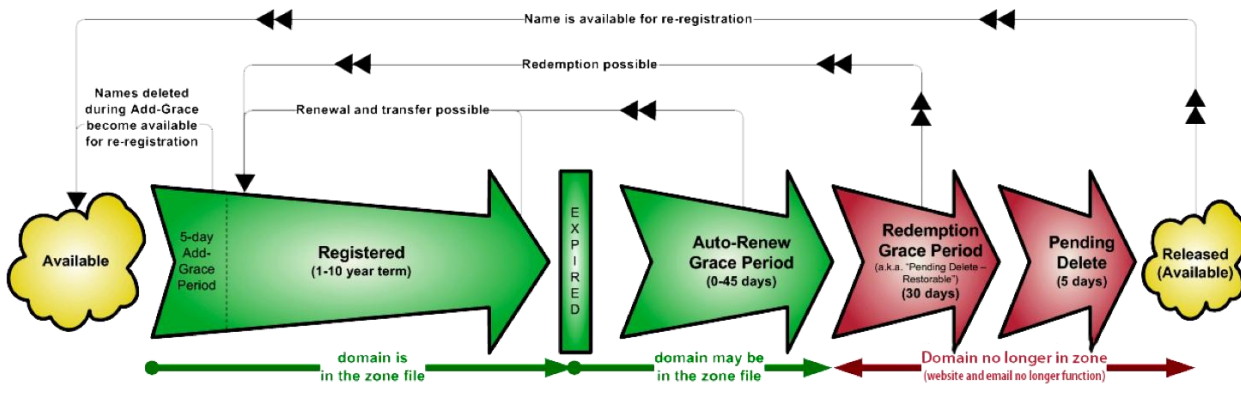 Name is available for re-registration
Redemption possible
Names deleted
during Add-Grace
become available
for re-registration
Renewal and transfer possible
Available
5-day
Add-
Grace
Period
Registered
(1-10 year term)
EXPIRED
Auto-Renew
Grace Period
(0-45 days)
Redemption
Grace Period
(a.k.a. "Pending Delete –
Restorable")
30 days)
Pending
Delete
(5 days)
Released
(Available)
domain is
in the zone file
domain may be
in the zone file
Domain no longer in zone
(website and email no longer function)